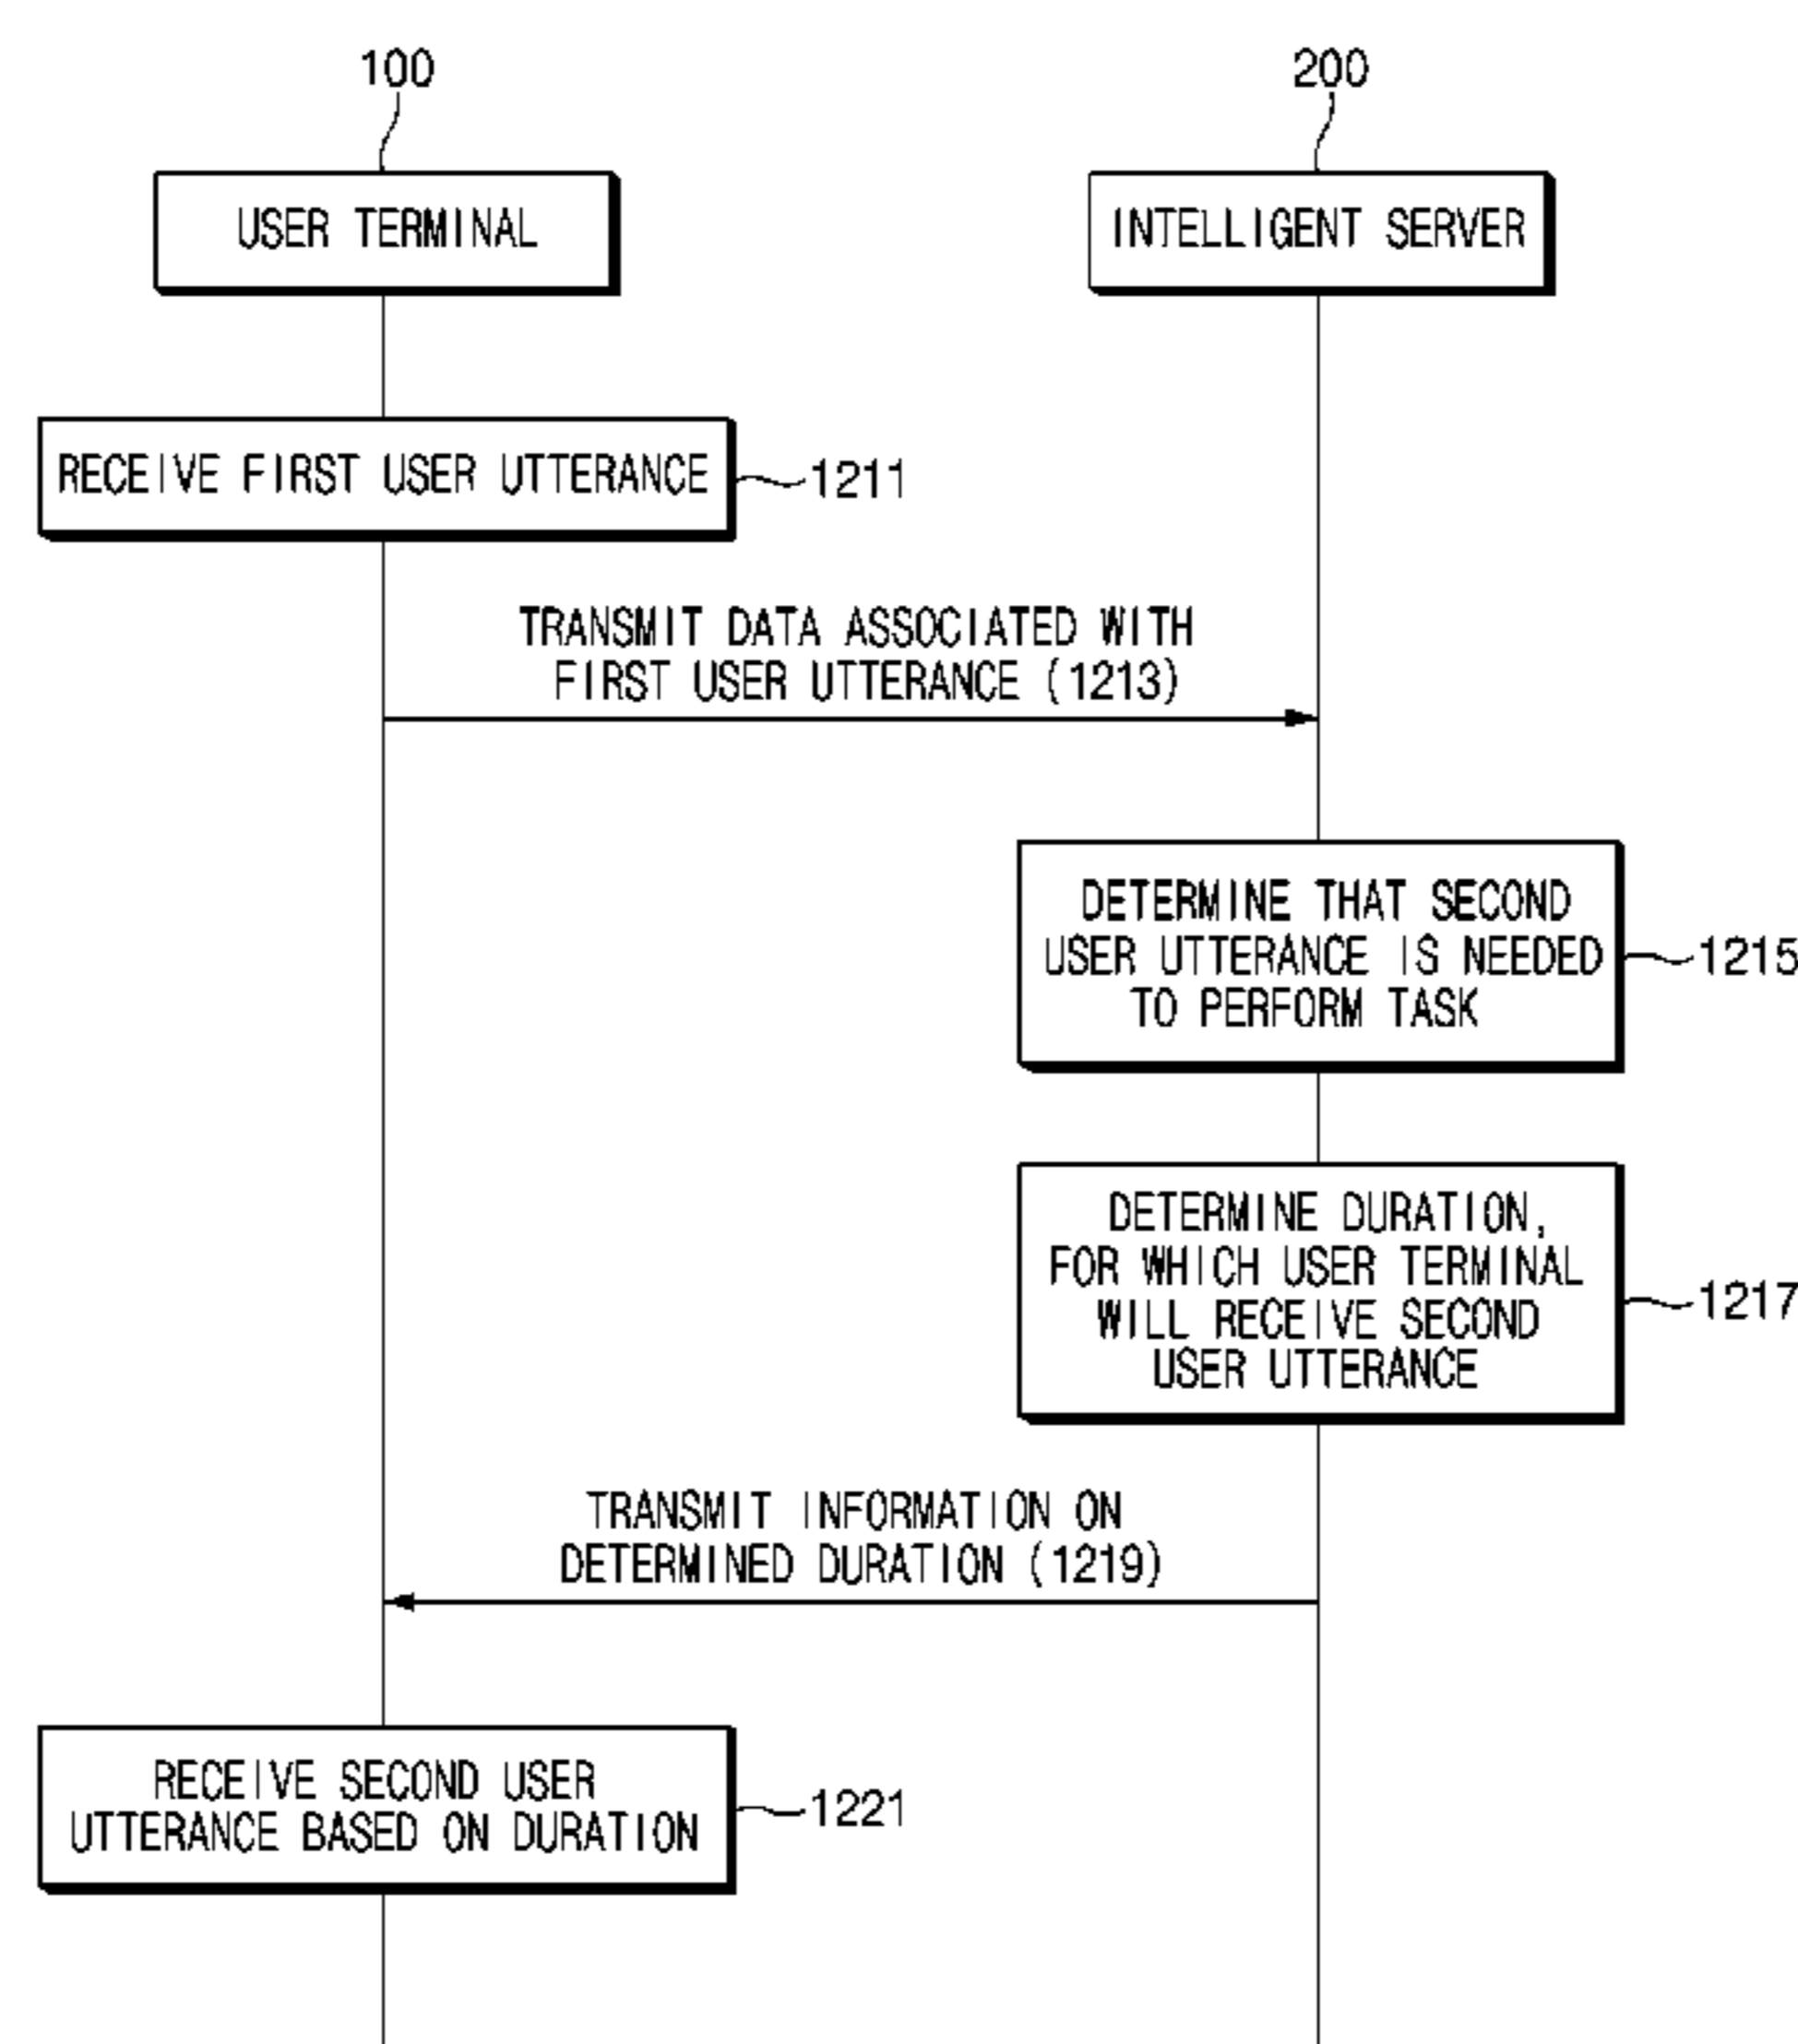 100
200
USER TERMINAL
INTELLIGENT SERVER
RECEIVE FIRST USER UTTERANCE
1211
TRANSMIT DATA ASSOCIATED WITH
FIRST USER UTTERANCE (1213)
DETERMINE THAT SECOND
USER UTTERANCE IS NEEDED
TO PERFORM TASK
1215
DETERMINE DURATION,
FOR WHICH USER TERMINAL
WILL RECEIVE SECOND
USER UTTERANCE
1217
TRANSMIT INFORMATION ON
DETERMINED DURATION (1219)
RECEIVE SECOND USER
UTTERANCE BASED ON DURATION
1221